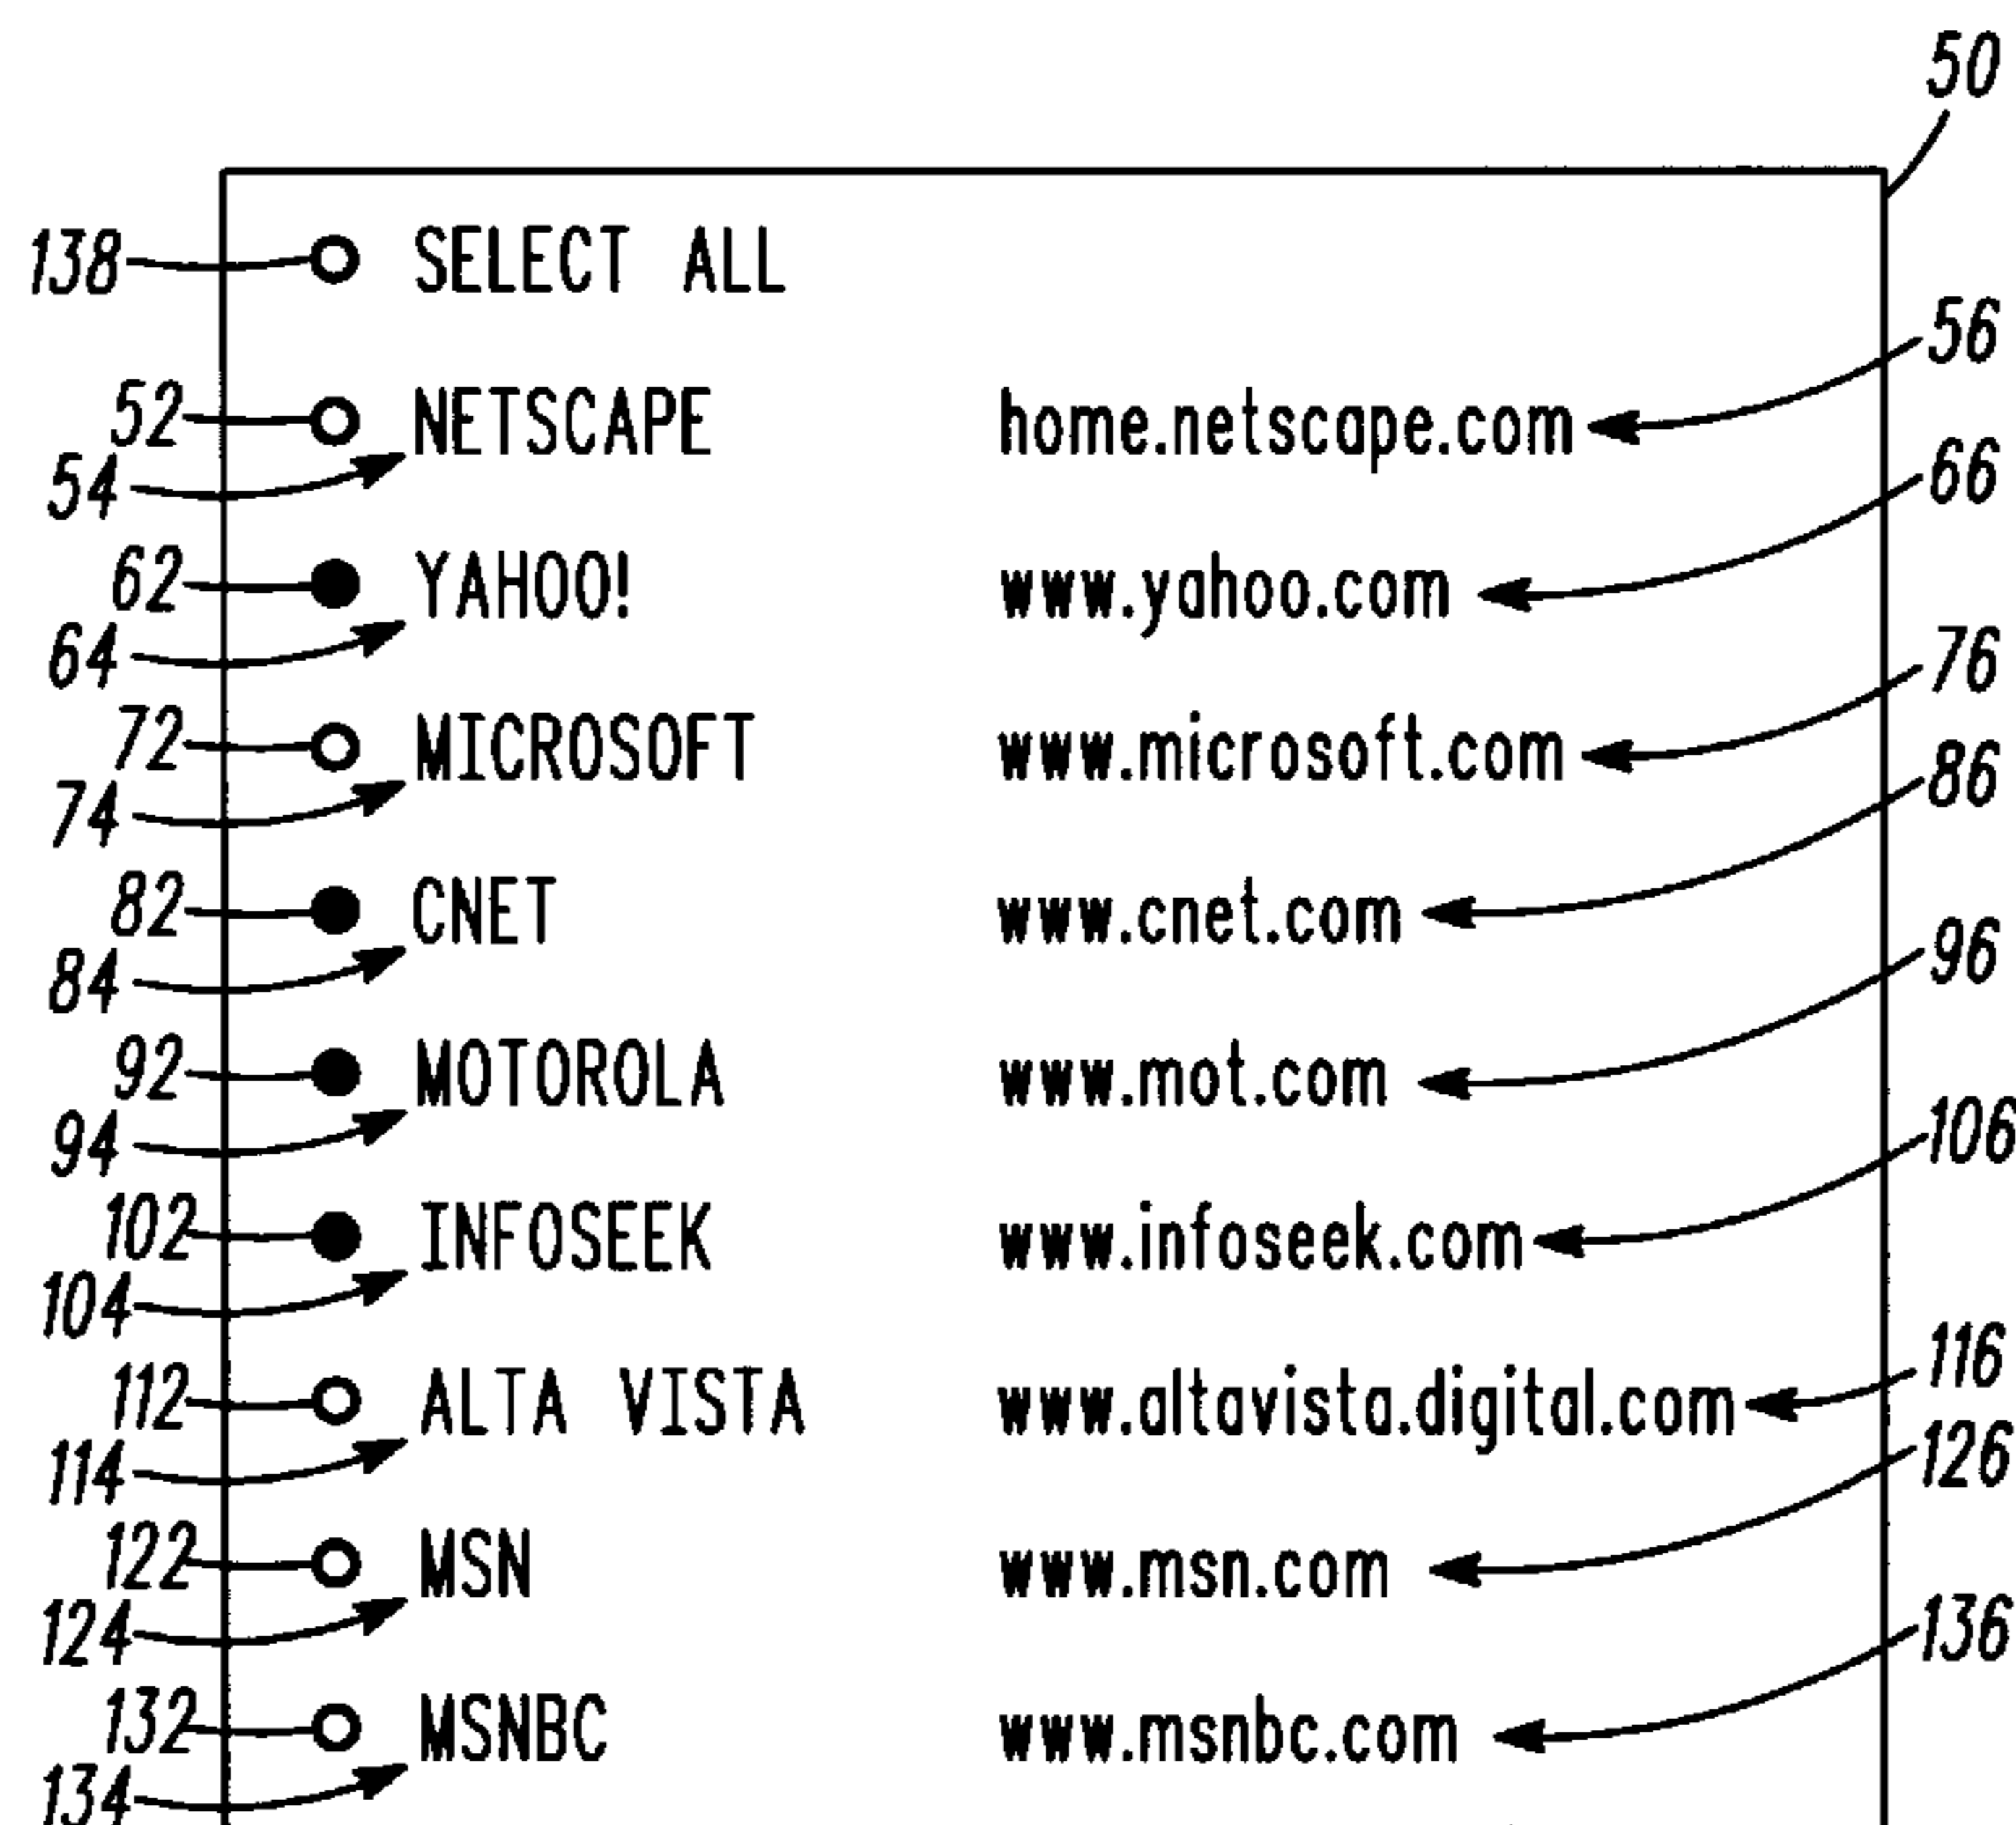 50
138 SELECT ALL
56
52 NETSCAPE home.netscape.com
54
66
62 YAHOO! www.yahoo.com
64
76
72 MICROSOFT www.microsoft.com
74
86
82 CNET www.cnet.com
84
96
92 MOTOROLA www.mot.com
94
106
102 INFOSEEK www.infoseek.com
104
116
112 ALTA VISTA www.altavista.digital.com
114
126
122 MSN www.msn.com
124
136
132 MSNBC www.msnbc.com
134